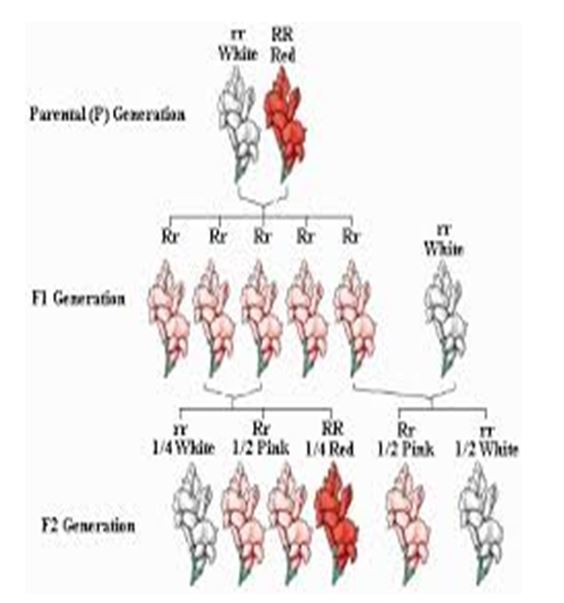 rr RR
White Red
Parental (P) Generation
Rr Rr Rr Rr Rr
rr
White
F1 Generation
rr Rr RR Rr rr
1/4 White 1/2 Pink 1/4 Red 1/2 Pink 1/2 White
F2 Generation